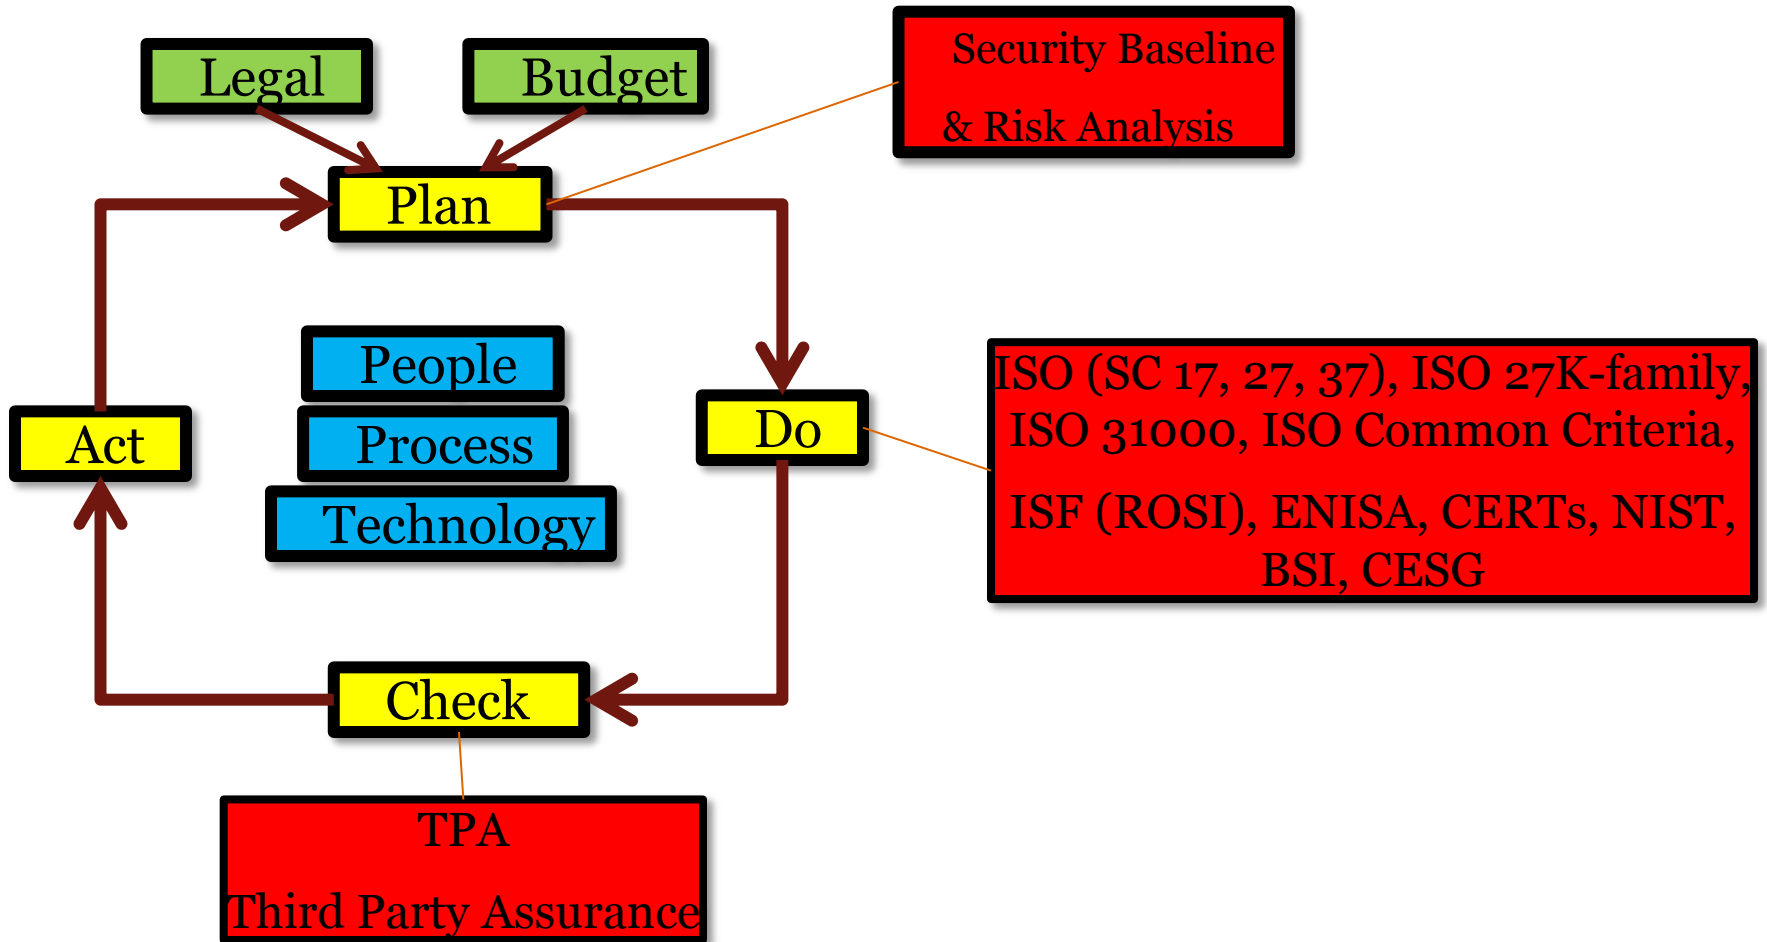 Legal
Budget
Security Baseline
& Risk Analysis
Plan
People
Process
Technology
Act
Do
ISO (SC 17, 27, 37), ISO 27K-family,
ISO 31000, ISO Common Criteria,
ISF (ROSI), ENISA, CERTs, NIST,
BSI, CESG
Check
TPA
Third Party Assurance